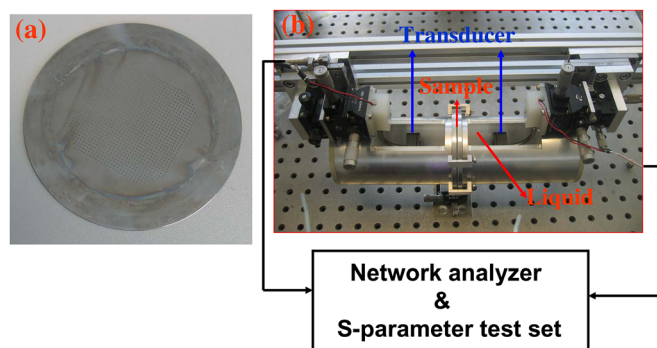 (a)
(b)
Transducer
Sample
Liquid
Network analyzer
&
S-parameter test set